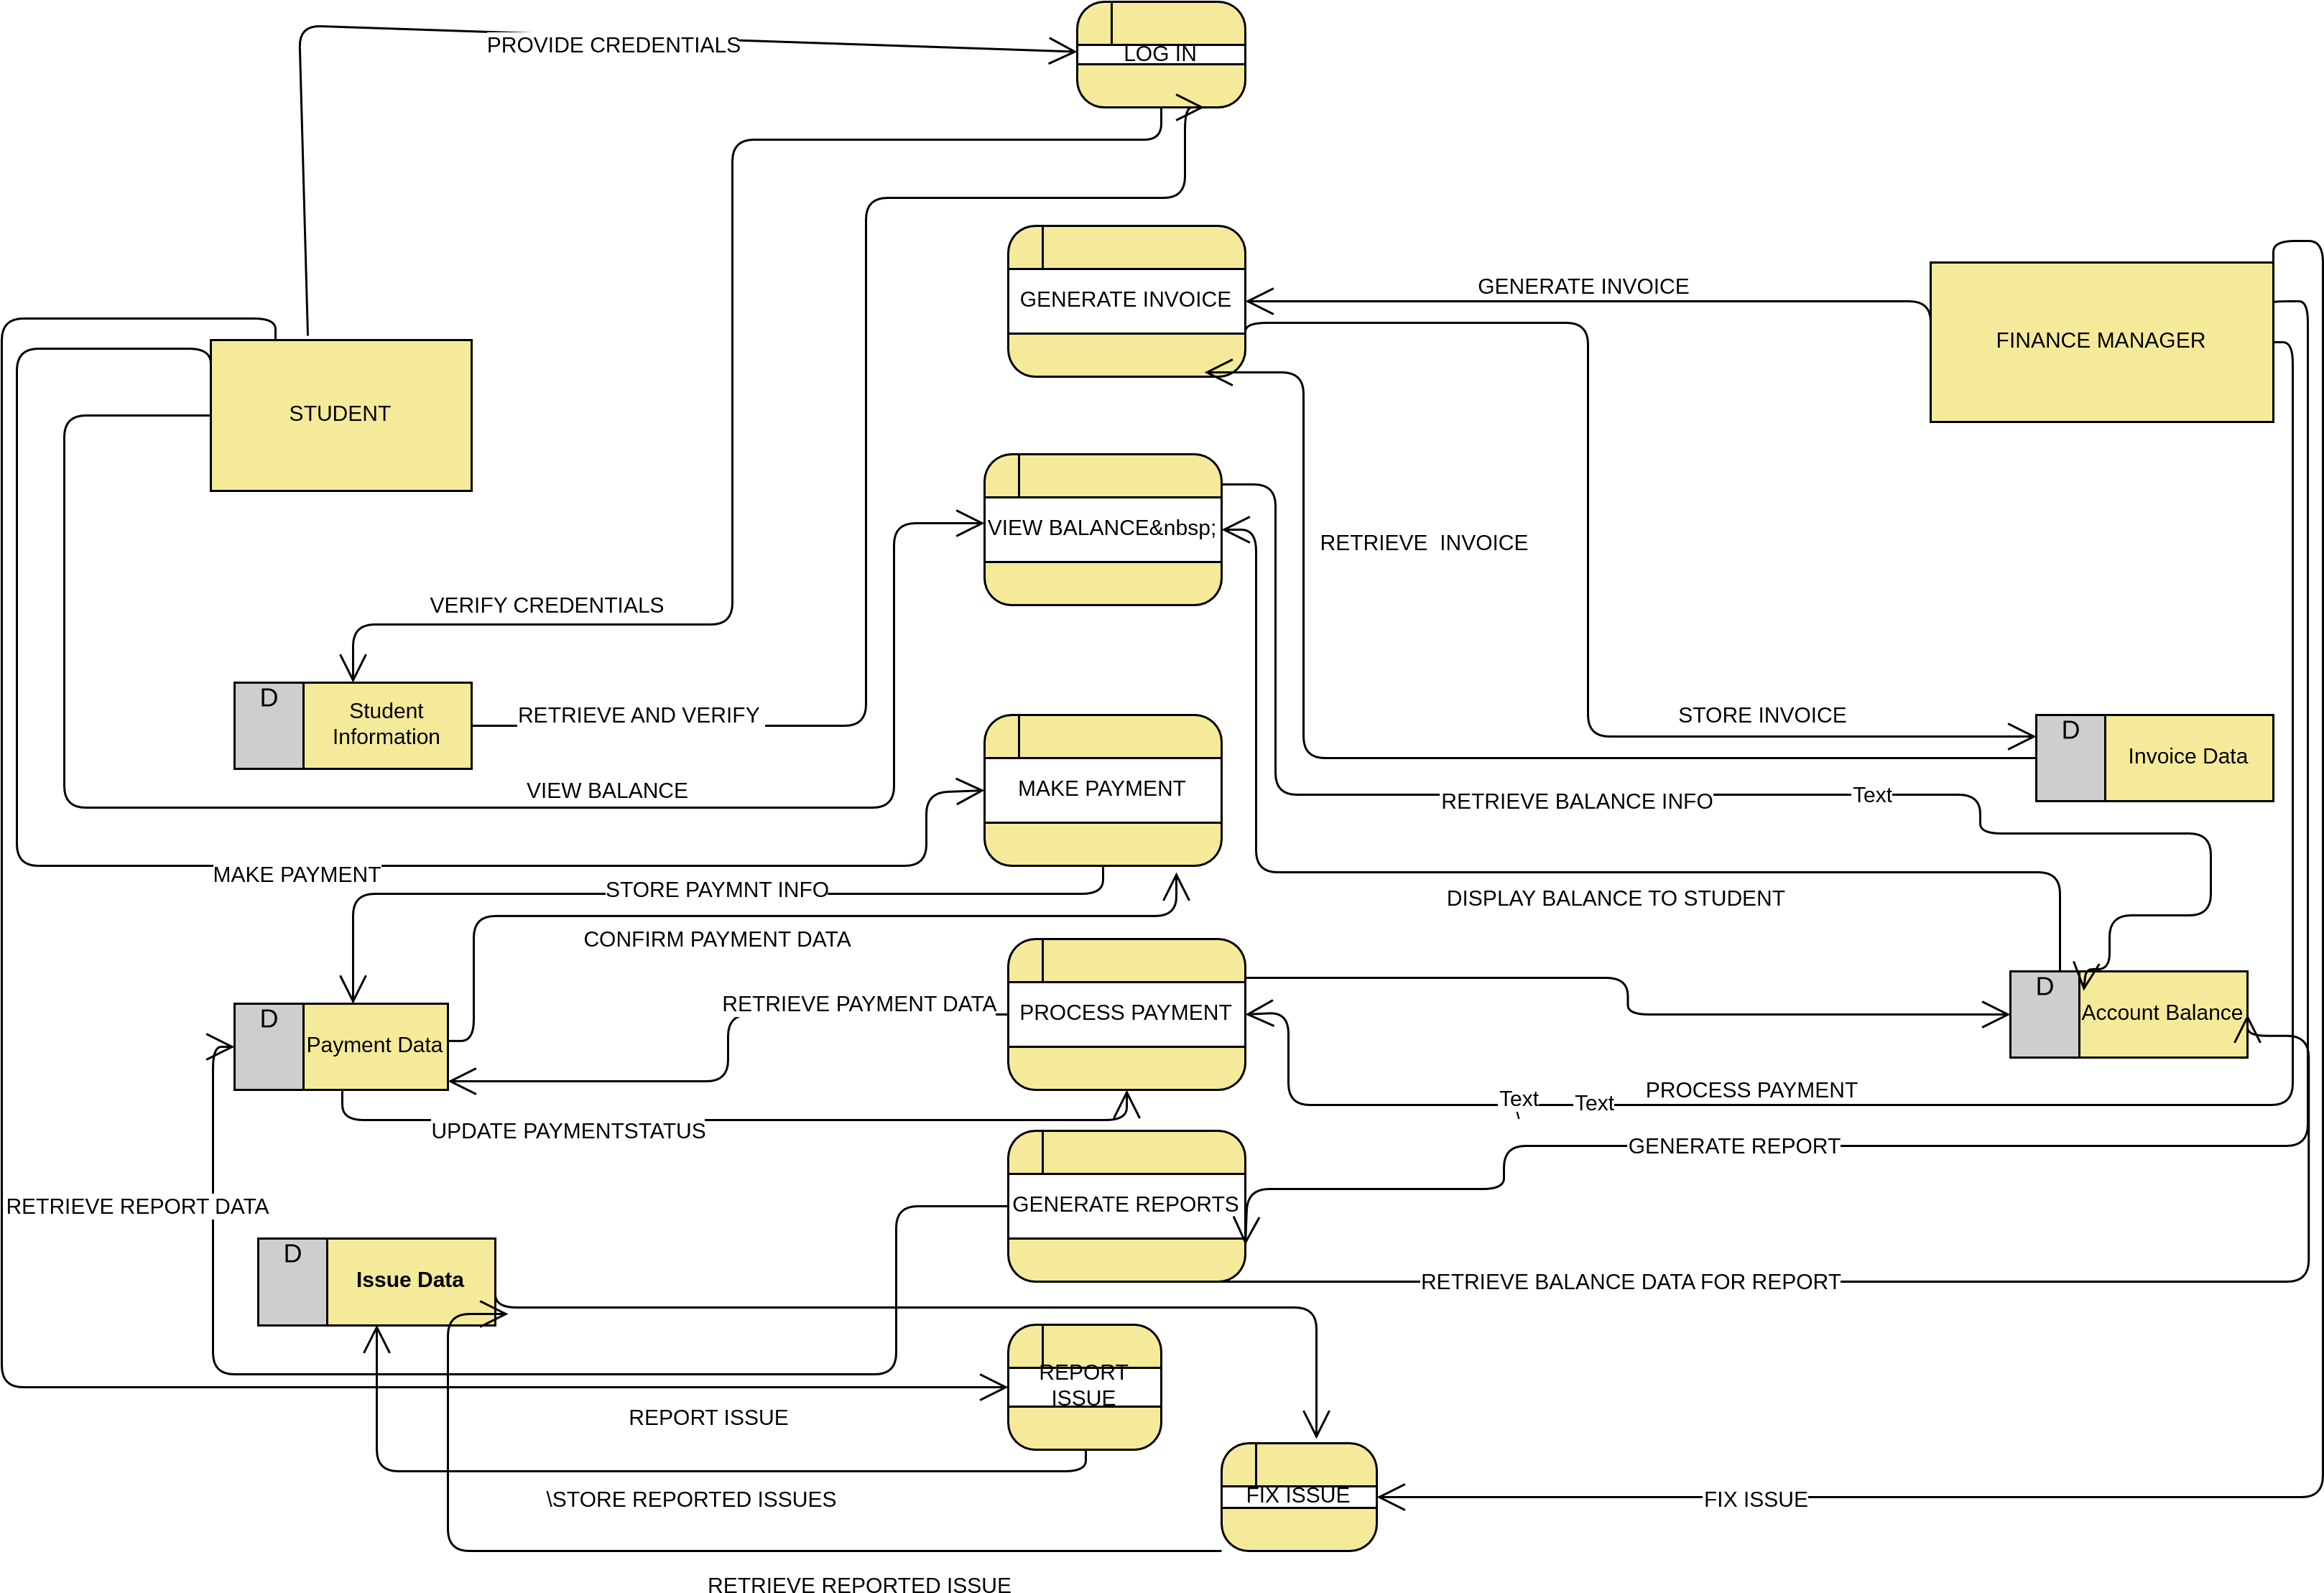 PROVIDE CREDENTIALS
LOG IN
GENERATE INVOICE
GENERATE INVOICE
FINANCE MANAGER
STUDENT
VIEW BALANCE&nbsp;
RETRIEVE  INVOICE
VERIFY CREDENTIALS
D
Student
Information
RETRIEVE AND VERIFY
STORE INVOICE
D
Invoice Data
VIEW BALANCE
MAKE PAYMENT
RETRIEVE BALANCE INFO
Text
MAKE PAYMENT
STORE PAYMNT INFO
DISPLAY BALANCE TO STUDENT
CONFIRM PAYMENT DATA
D
Payment Data
RETRIEVE PAYMENT DATA
PROCESS PAYMENT
D
Account Balance
PROCESS PAYMENT
Text
Text
UPDATE PAYMENTSTATUS
GENERATE REPORT
RETRIEVE REPORT DATA
GENERATE REPORTS
D
Issue Data
RETRIEVE BALANCE DATA FOR REPORT
REPORT
ISSUE
REPORT ISSUE
\STORE REPORTED ISSUES
FIX ISSUE
FIX ISSUE
RETRIEVE REPORTED ISSUE